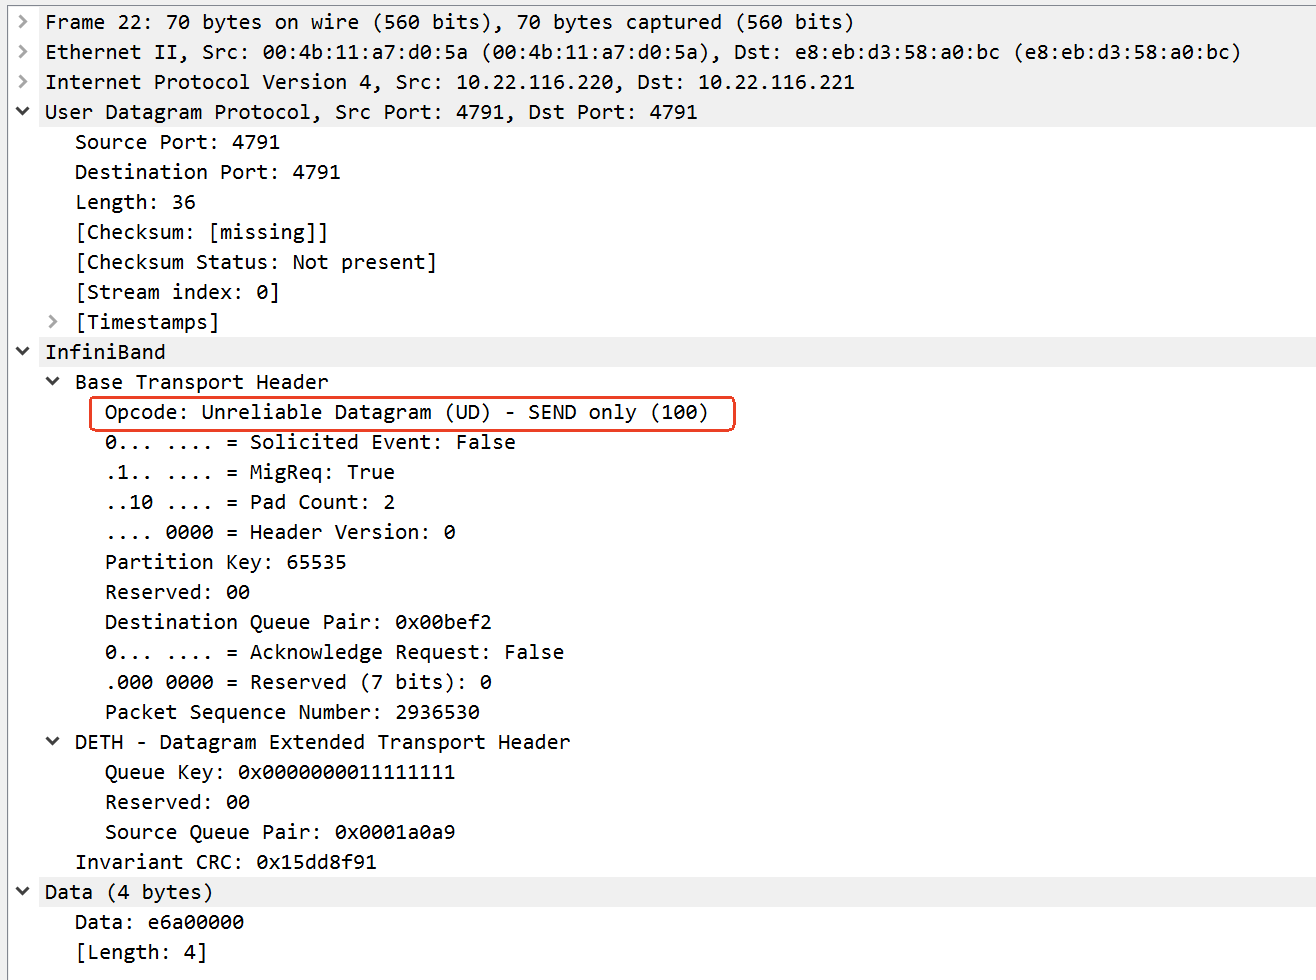 Frame 22: 70 bytes on wire (560 bits), 70 bytes captured (560 bits)
Ethernet II, Src: 00:4b:11:a7:d0:5a (00:4b:11:a7:d0:5a), Dst: e8:eb:d3:58:a0:bc (e8:eb:d3:58:a0:bc)
Internet Protocol Version 4, Src: 10.22.116.220, Dst: 10.22.116.221
User Datagram Protocol, Src Port: 4791, Dst Port: 4791
Source Port: 4791
Destination Port: 4791
Length: 36
[Checksum: [missing]]
[Checksum Status: Not present]
[Stream index: 0]
[Timestamps]
InfiniBand
Base Transport Header
Opcode: Unreliable Datagram (UD) - SEND only (100)
0... .... = Solicited Event: False
.1.. .... = MigReq: True
..10 .... = Pad Count: 2
.... 0000 = Header Version: 0
Partition Key: 65535
Reserved: 00
Destination Queue Pair: 0x00bef2
0... .... = Acknowledge Request: False
.000 0000 = Reserved (7 bits): 0
Packet Sequence Number: 2936530
DETH - Datagram Extended Transport Header
Queue Key: 0x0000000011111111
Reserved: 00
Source Queue Pair: 0x0001a0a9
Invariant CRC: 0x15dd8f91
Data (4 bytes)
Data: e6a00000
[Length: 4]